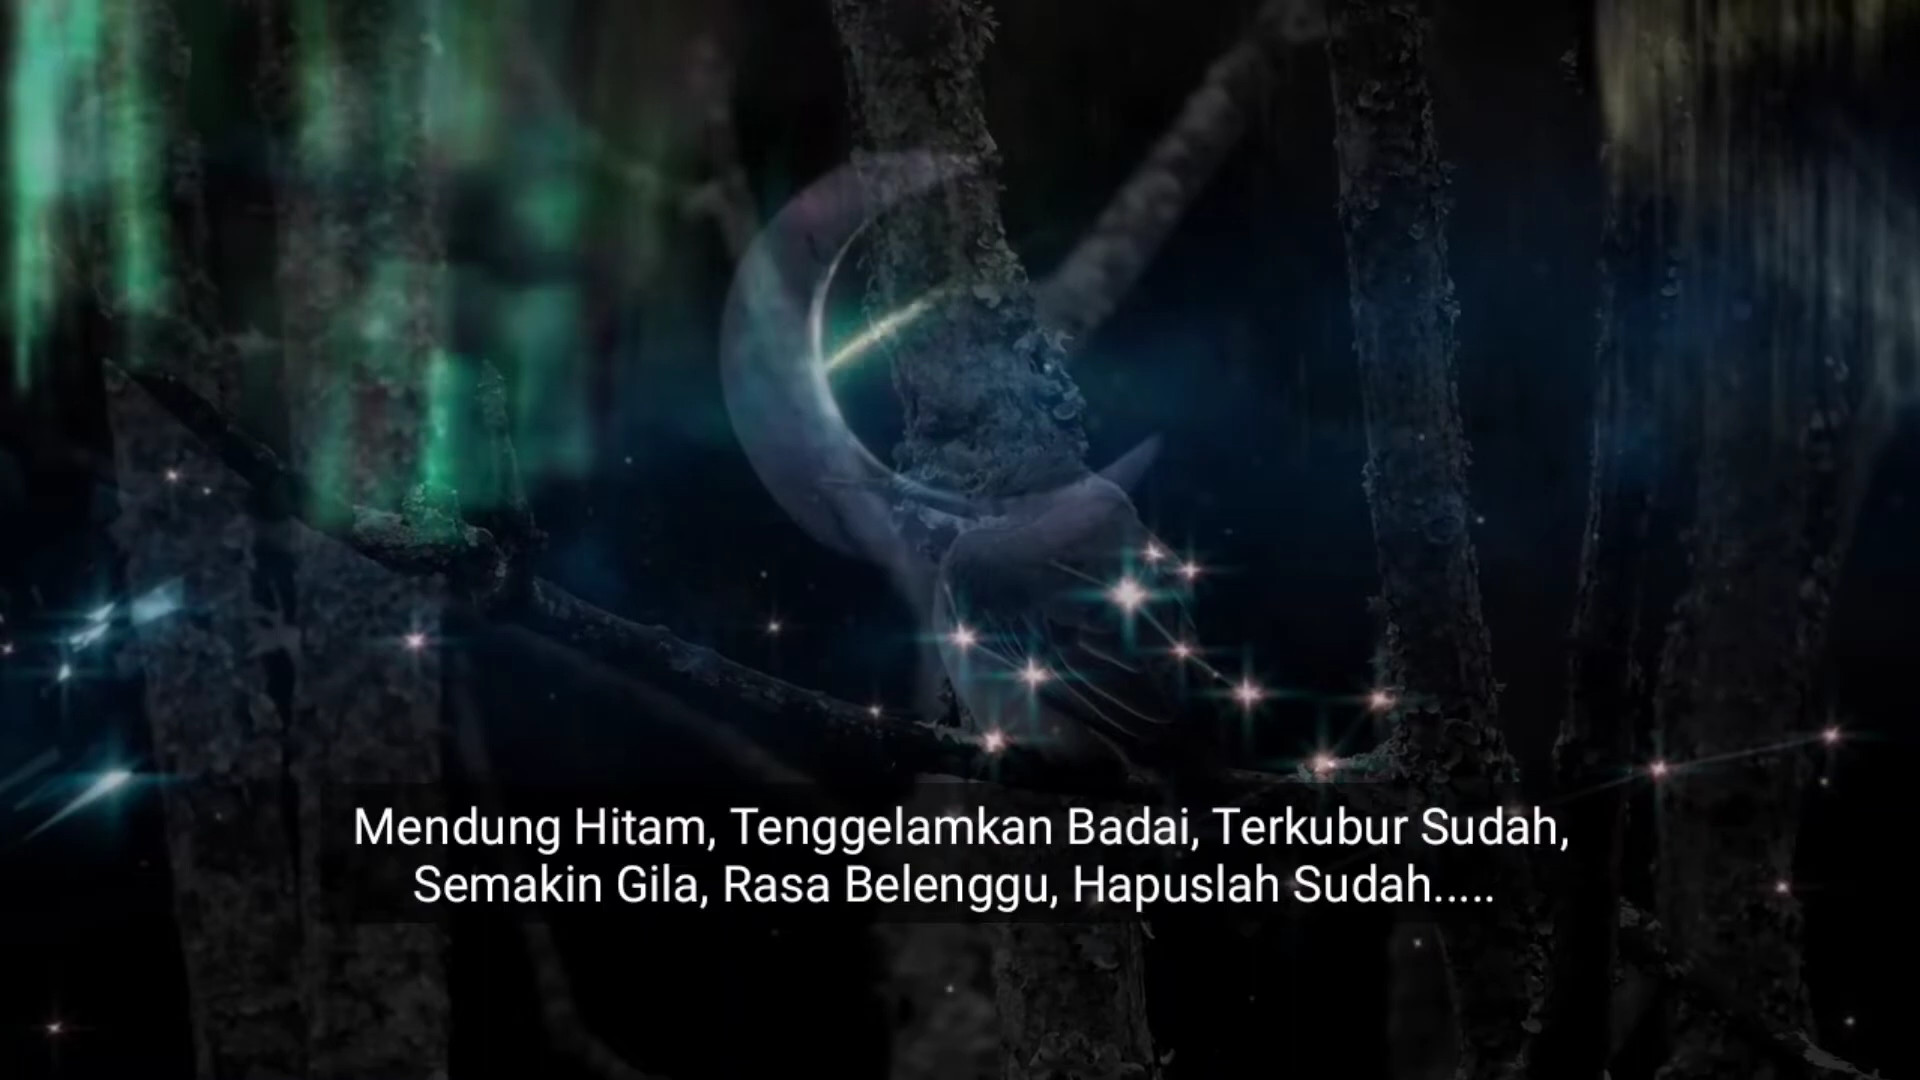 Mendung Hitam, Tenggelamkan Badai, Terkubur Sudah,
Semakin Gila, Rasa Belenggu, Hapuslah Sudah.....